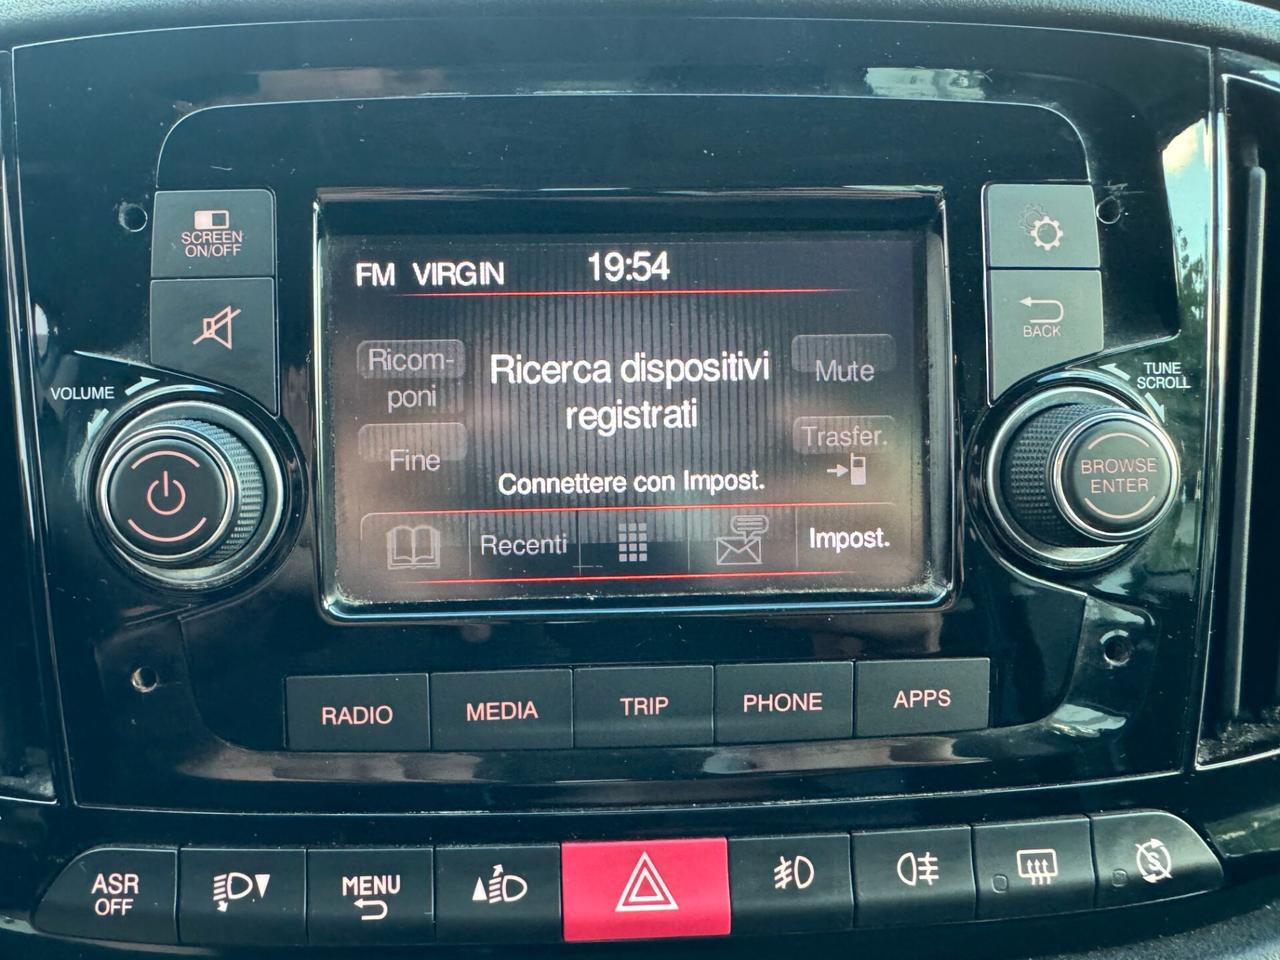 SCREEN
ON/OFF
VOLUME
FM VIRGIN 19:54
Ricom-
poni
Ricerca dispositivi
registrati
Mute
Fine
Connettere con Impost.
Trasfer.
Recenti
Impost.
BACK
TUNE
SCROLL
BROWSE
ENTER
RADIO
MEDIA
TRIP
PHONE
APPS
ASR
OFF
MENU
S